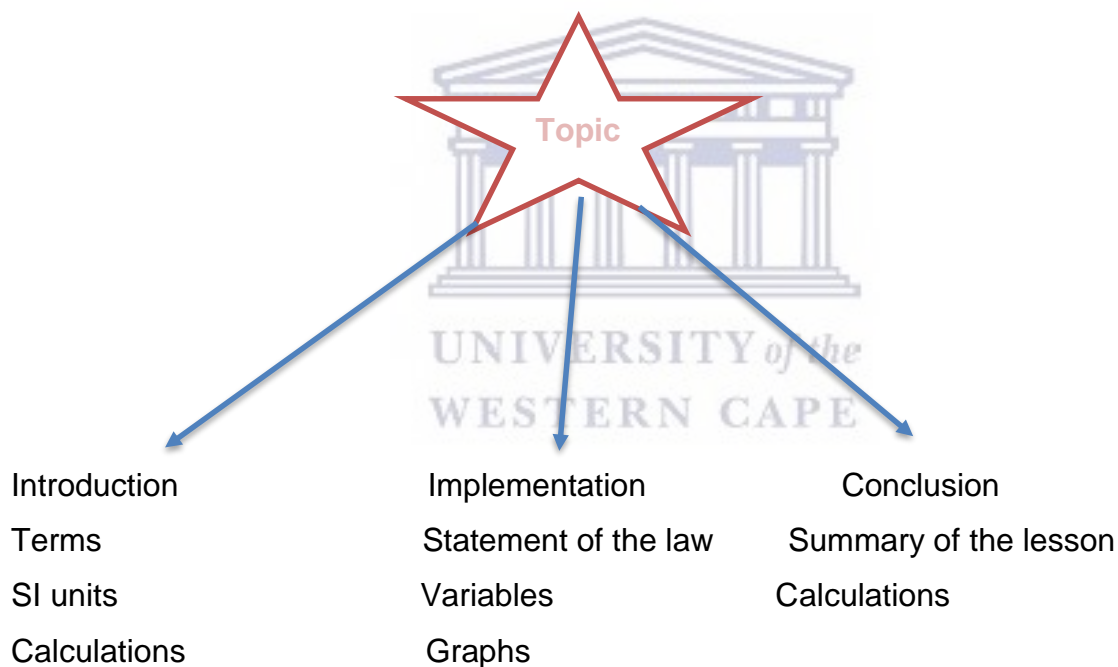 Topic
UNIVERSITY of the
WESTERN CAPE
Introduction Implementation Conclusion
Terms Statement of the law Summary of the lesson
SI units Variables Calculations
Calculations Graphs